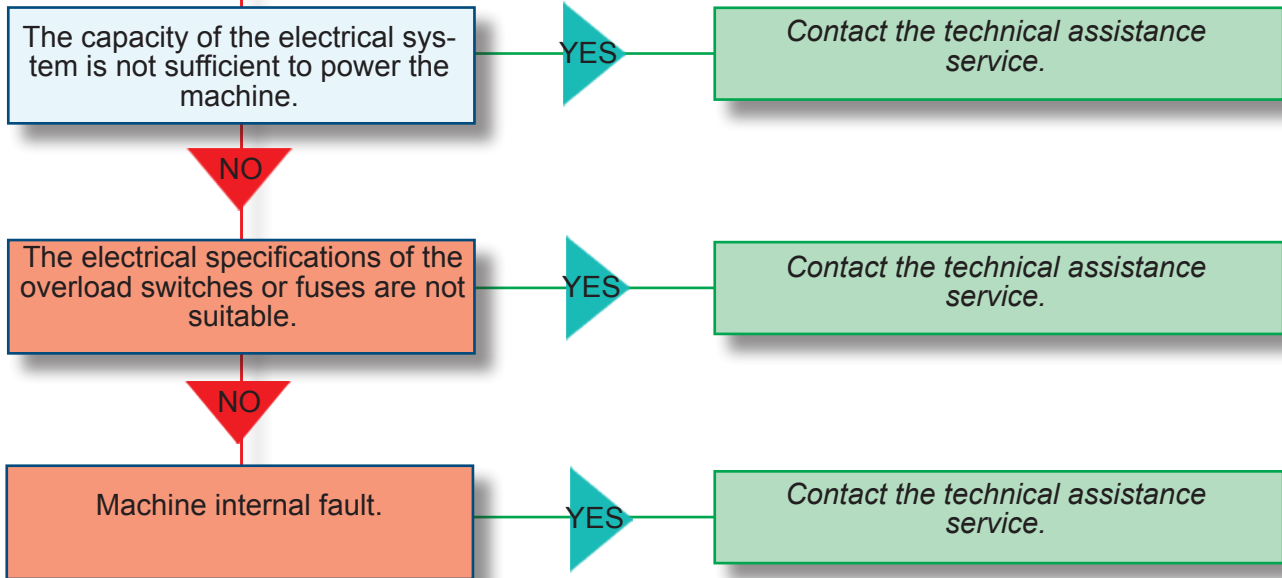 The capacity of the electrical sys-
tem is not sufficient to power the
machine.
YES
Contact the technical assistance
service.
NO
The electrical specifications of the
overload switches or fuses are not
suitable.
YES
Contact the technical assistance
service.
NO
Machine internal fault.
YES
Contact the technical assistance
service.